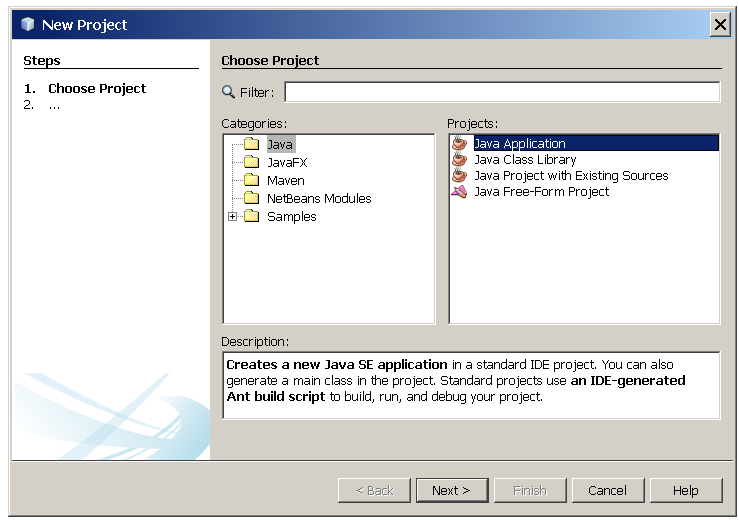 New Project
Steps
1. Choose Project
2. ...
Choose Project
Filter:
Categories:
Java
JavaFX
Maven
NetBeans Modules
Samples
Projects:
Java Application
Java Class Library
Java Project with Existing Sources
Java Free-Form Project
Description:
Creates a new Java SE application in a standard IDE project. You can also
generate a main class in the project. Standard projects use an IDE-generated
Ant build script to build, run, and debug your project.
< Back
Next >
Finish
Cancel
Help